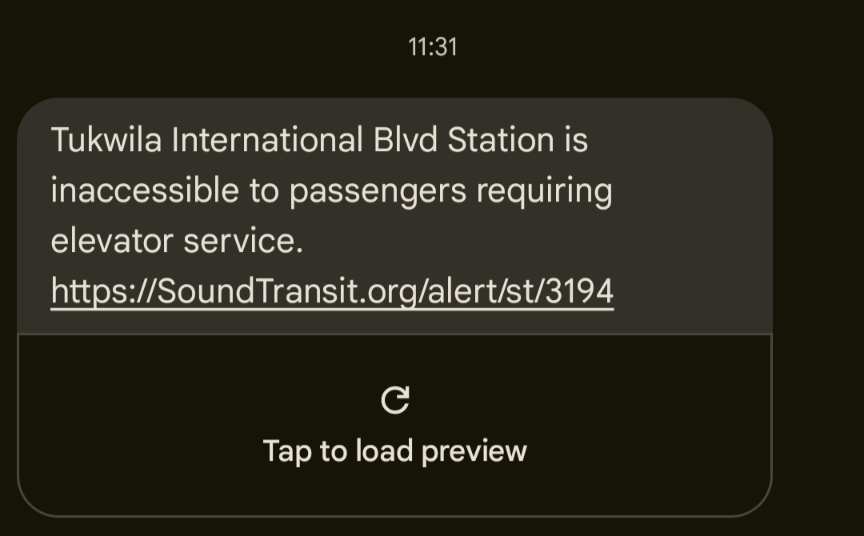 11:31
Tukwila International Blvd Station is
inaccessible to passengers requiring
elevator service.
https://SoundTransit.org/alert/st/3194
Tap to load preview